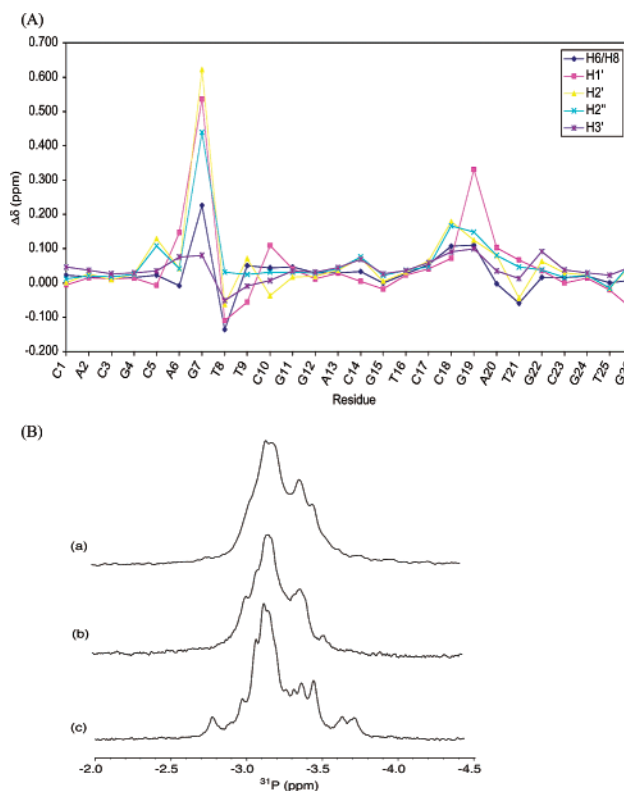 (A)
0.700
0.600
0.500
0.400
0.300
0.200
0.100
0.000
-0.100
-0.200
Δδ (ppm)
H6/H8
H1'
H2'
H2"
H3'
C1 A2 C3 G4 C5 A6 G7 T8 T9 C10 G11 G12 A13 C14 G15 T16 C17 C18 G19 A20 T21 G22 C23 G24 T25
Residue
(B)
(a)
(b)
(c)
-2.0 -2.5 -3.0 -3.5 -4.0 -4.5
³¹P (ppm)